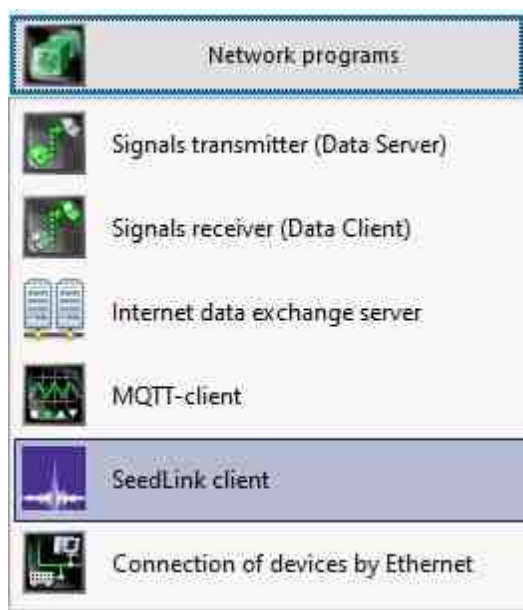 Network programs
Signals transmitter (Data Server)
Signals receiver (Data Client)
Internet data exchange server
MQTT-client
SeedLink client
Connection of devices by Ethernet